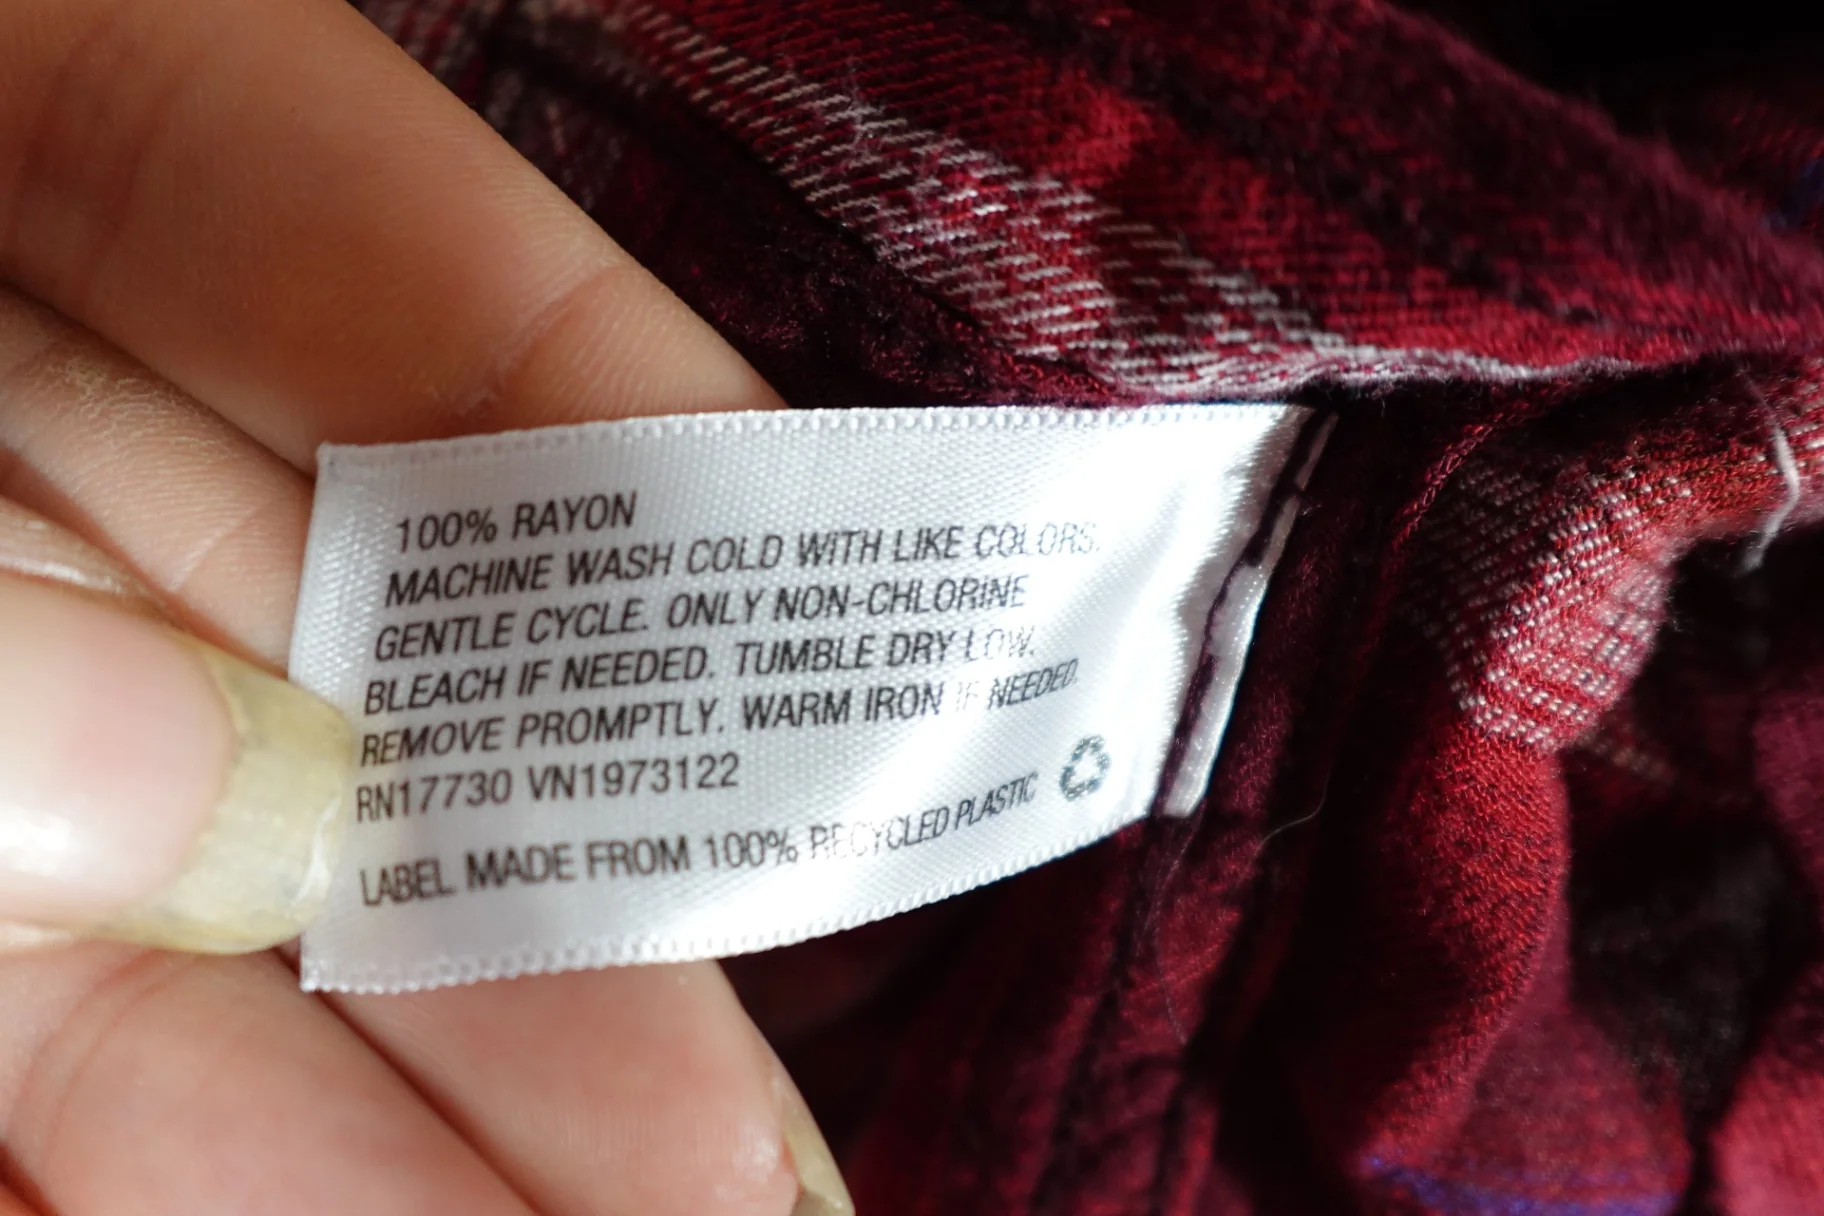 100% RAYON
MACHINE WASH COLD WITH LIKE COLORS.
GENTLE CYCLE. ONLY NON-CHLORINE
BLEACH IF NEEDED. TUMBLE DRY LOW.
REMOVE PROMPTLY. WARM IRON IF NEEDED.
RN17730 VN1973122
LABEL MADE FROM 100% RECYCLED PLASTIC